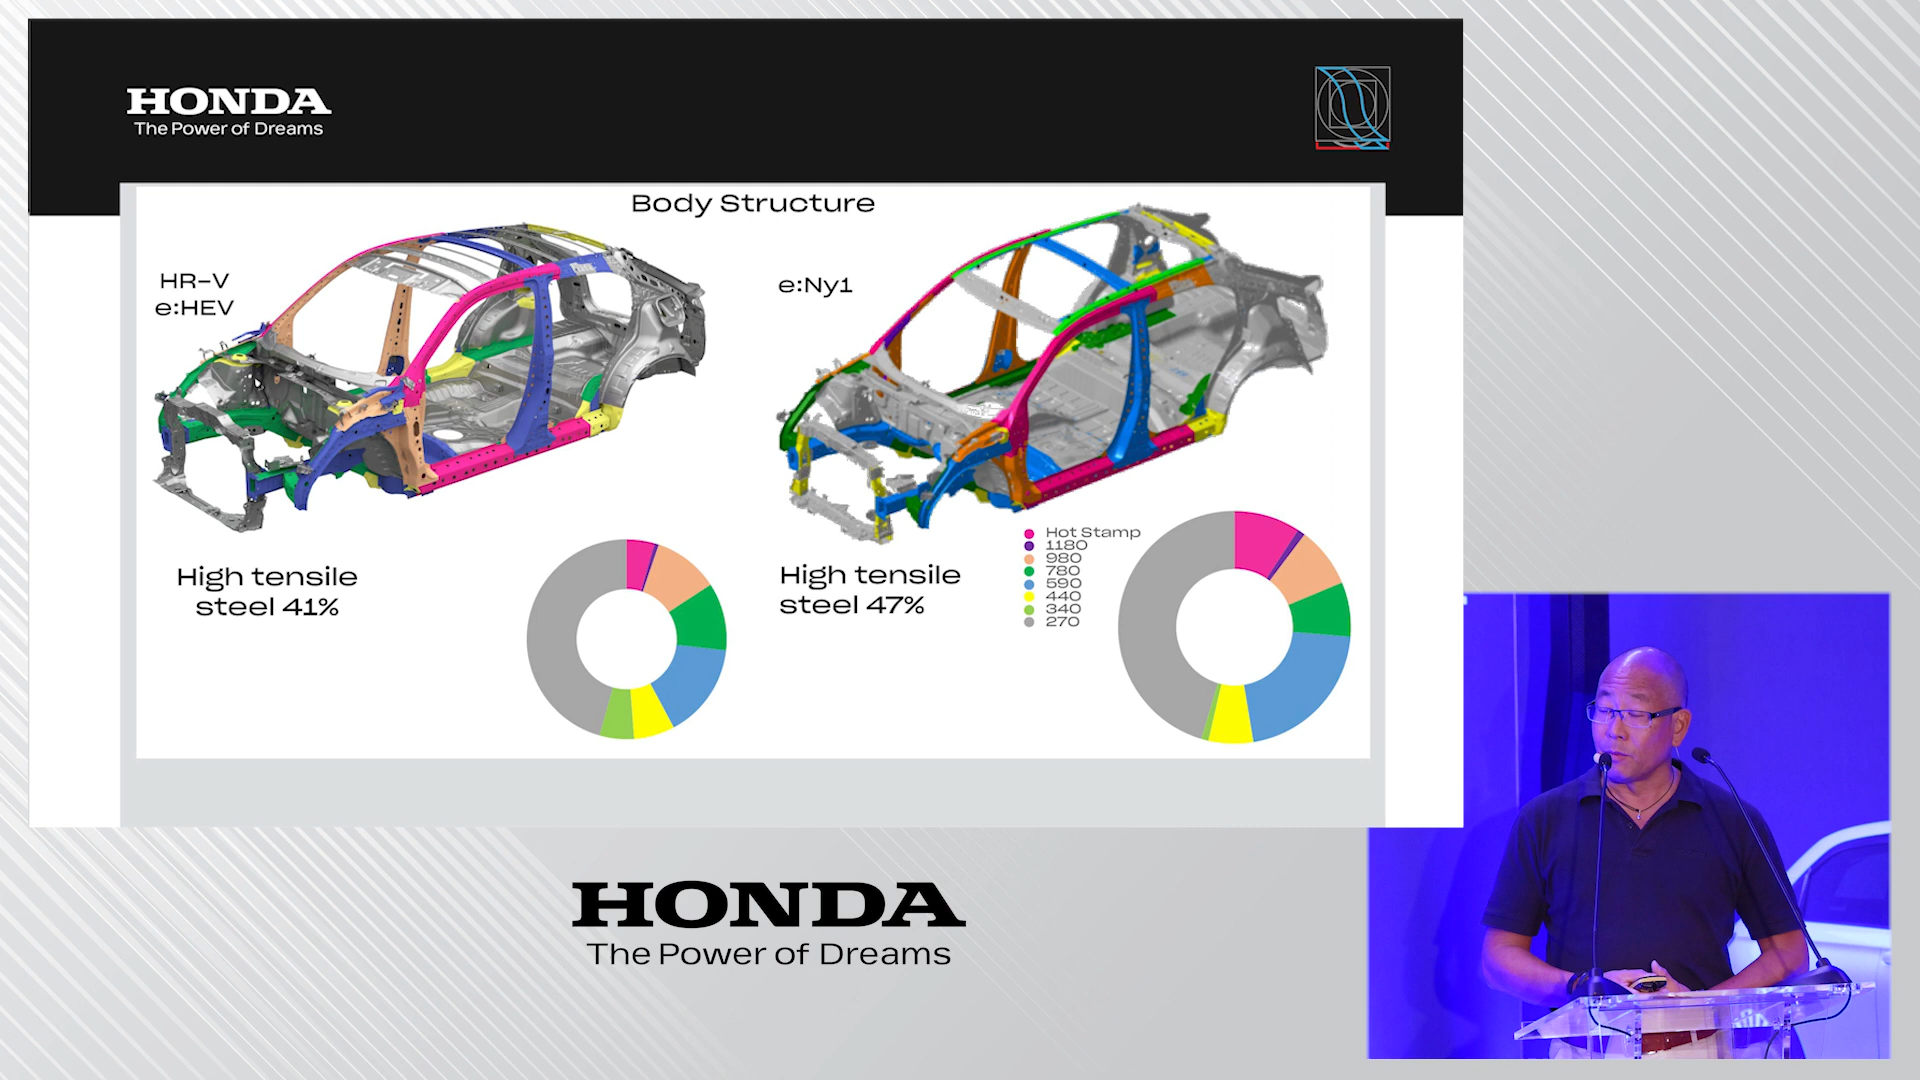 HONDA
The Power of Dreams
Body Structure
HR-V
e:HEV
e:Ny1
High tensile
steel 41%
High tensile
steel 47%
Hot Stamp
1180
980
780
590
440
340
270
HONDA
The Power of Dreams